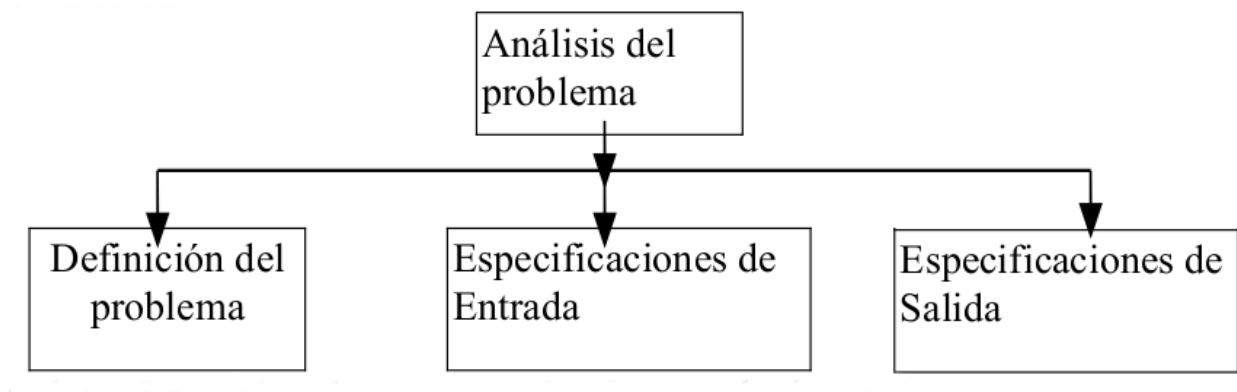 Análisis del
problema
Definición del
problema
Especificaciones de
Entrada
Especificaciones de
Salida